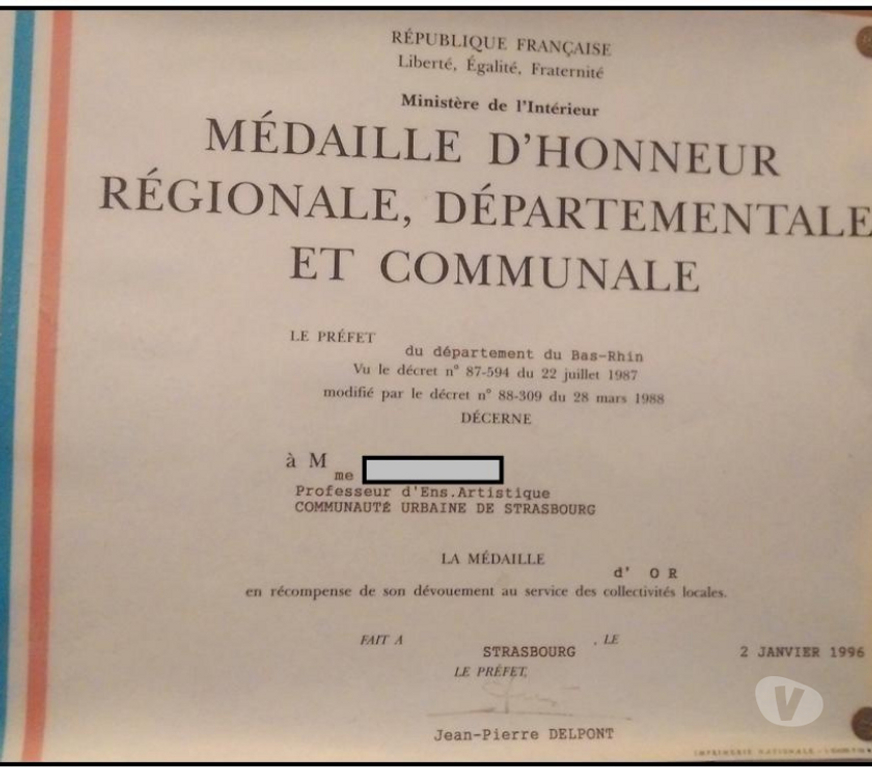 RÉPUBLIQUE FRANÇAISE
Liberté, Égalité, Fraternité
Ministère de l'Intérieur
MÉDAILLE D'HONNEUR
RÉGIONALE, DÉPARTEMENTALE
ET COMMUNALE
LE PRÉFET
du département du Bas-Rhin
Vu le décret n° 87-594 du 22 juillet 1987
modifié par le décret n° 88-309 du 28 mars 1988
DÉCERNE
à M
me
Professeur d'Ens.Artistique
COMMUNAUTÉ URBAINE DE STRASBOURG
LA MÉDAILLE
d' O R
en récompense de son dévouement au service des collectivités locales.
FAIT A STRASBOURG , LE 2 JANVIER 1996
LE PRÉFET,
Jean-Pierre DELPONT
V
IMPRIMERIE NATIONALE